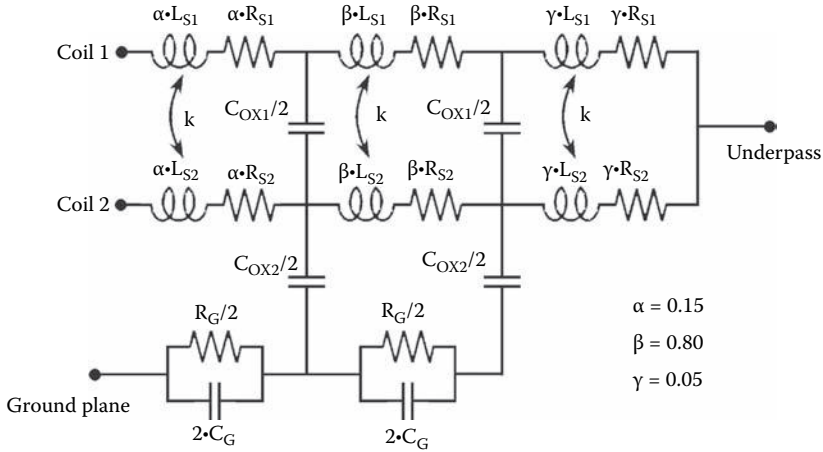 α•L_S1 α•R_S1 β•L_S1 β•R_S1 γ•L_S1 γ•R_S1
Coil 1
k C_OX1/2 k C_OX1/2 k
Underpass
α•L_S2 α•R_S2 β•L_S2 β•R_S2 γ•L_S2 γ•R_S2
Coil 2
C_OX2/2 C_OX2/2
R_G/2 R_G/2
α = 0.15
β = 0.80
γ = 0.05
Ground plane
2•C_G 2•C_G